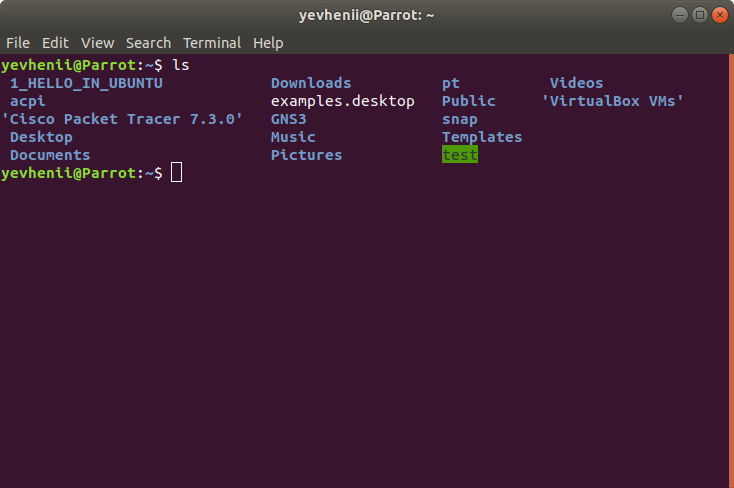 yevhenii@Parrot: ~
File Edit View Search Terminal Help
yevhenii@Parrot:~$ ls
1_HELLO_IN_UBUNTU Downloads pt Videos
acpi examples.desktop Public 'VirtualBox VMs'
'Cisco Packet Tracer 7.3.0' GNS3 snap
Desktop Music Templates
Documents Pictures test
yevhenii@Parrot:~$